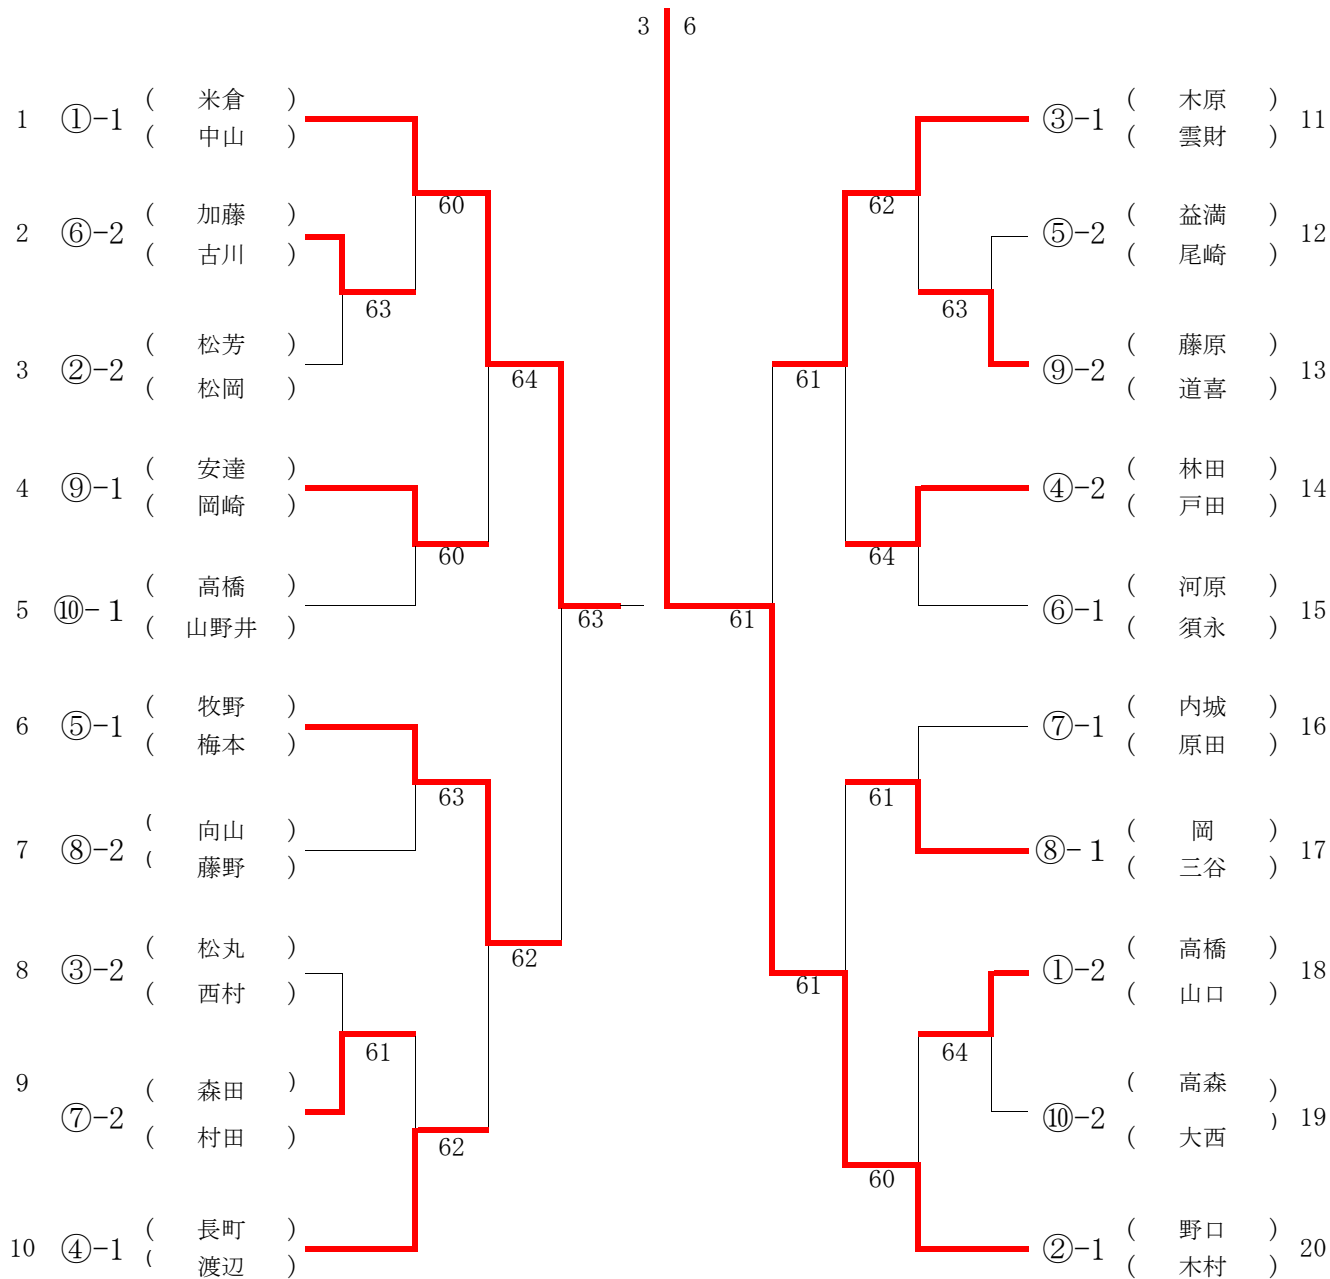 3 6
1 ①-1 ( 米倉 )
( 中山 )
60
2 ⑥-2 ( 加藤 )
( 古川 )
63
3 ②-2 ( 松芳 )
( 松岡 )
64
4 ⑨-1 ( 安達 )
( 岡崎 )
60
5 ⑩-1 ( 高橋 )
( 山野井 )
63
6 ⑤-1 ( 牧野 )
( 梅本 )
63
7 ⑧-2 ( 向山 )
( 藤野 )
62
8 ③-2 ( 松丸 )
( 西村 )
61
9 ⑦-2 ( 森田 )
( 村田 )
62
10 ④-1 ( 長町 )
( 渡辺 )
③-1 ( 木原 ) 11
( 雲財 )
62
⑤-2 ( 益満 ) 12
( 尾崎 )
63
⑨-2 ( 藤原 ) 13
( 道喜 )
61
④-2 ( 林田 ) 14
( 戸田 )
64
⑥-1 ( 河原 ) 15
( 須永 )
61
⑦-1 ( 内城 ) 16
( 原田 )
61
⑧-1 ( 岡 ) 17
( 三谷 )
61
①-2 ( 高橋 ) 18
( 山口 )
64
⑩-2 ( 高森 ) 19
( 大西 )
60
②-1 ( 野口 ) 20
( 木村 )